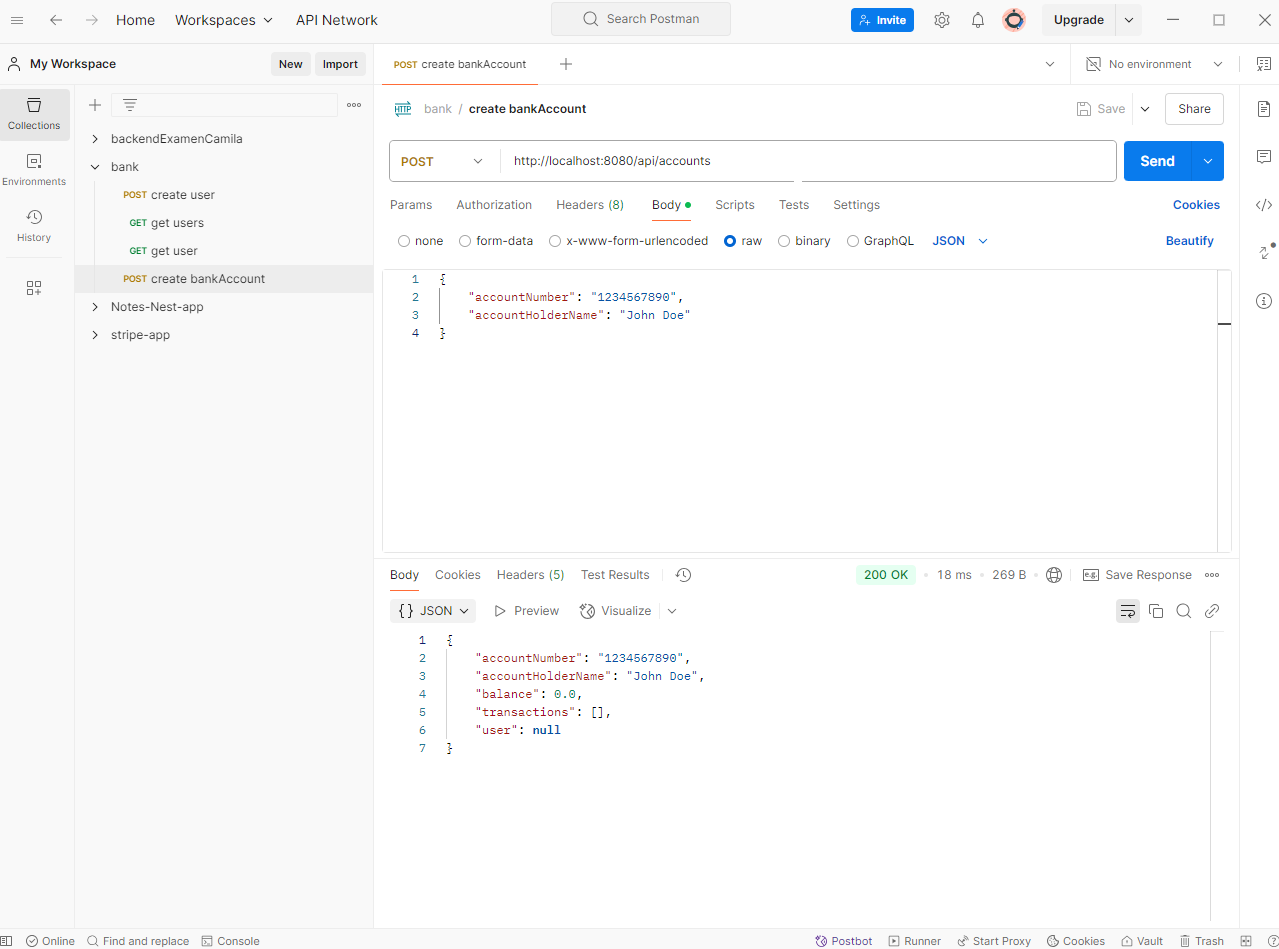 Home Workspaces API Network Search Postman Invite Upgrade
My Workspace New Import POST create bankAccount No environment
Collections
Environments
History
backendExamenCamila
bank
POST create user
GET get users
GET get user
POST create bankAccount
Notes-Nest-app
stripe-app
HTTP bank / create bankAccount Save Share
POST http://localhost:8080/api/accounts Send
Params Authorization Headers (8) Body Scripts Tests Settings Cookies
none form-data x-www-form-urlencoded raw binary GraphQL JSON Beautify
1 {
2 "accountNumber": "1234567890",
3 "accountHolderName": "John Doe"
4 }
Body Cookies Headers (5) Test Results 200 OK 18 ms 269 B e.g. Save Response
{} JSON Preview Visualize
1 {
2 "accountNumber": "1234567890",
3 "accountHolderName": "John Doe",
4 "balance": 0.0,
5 "transactions": [],
6 "user": null
7 }
Online Find and replace Console Postbot Runner Start Proxy Cookies Vault Trash